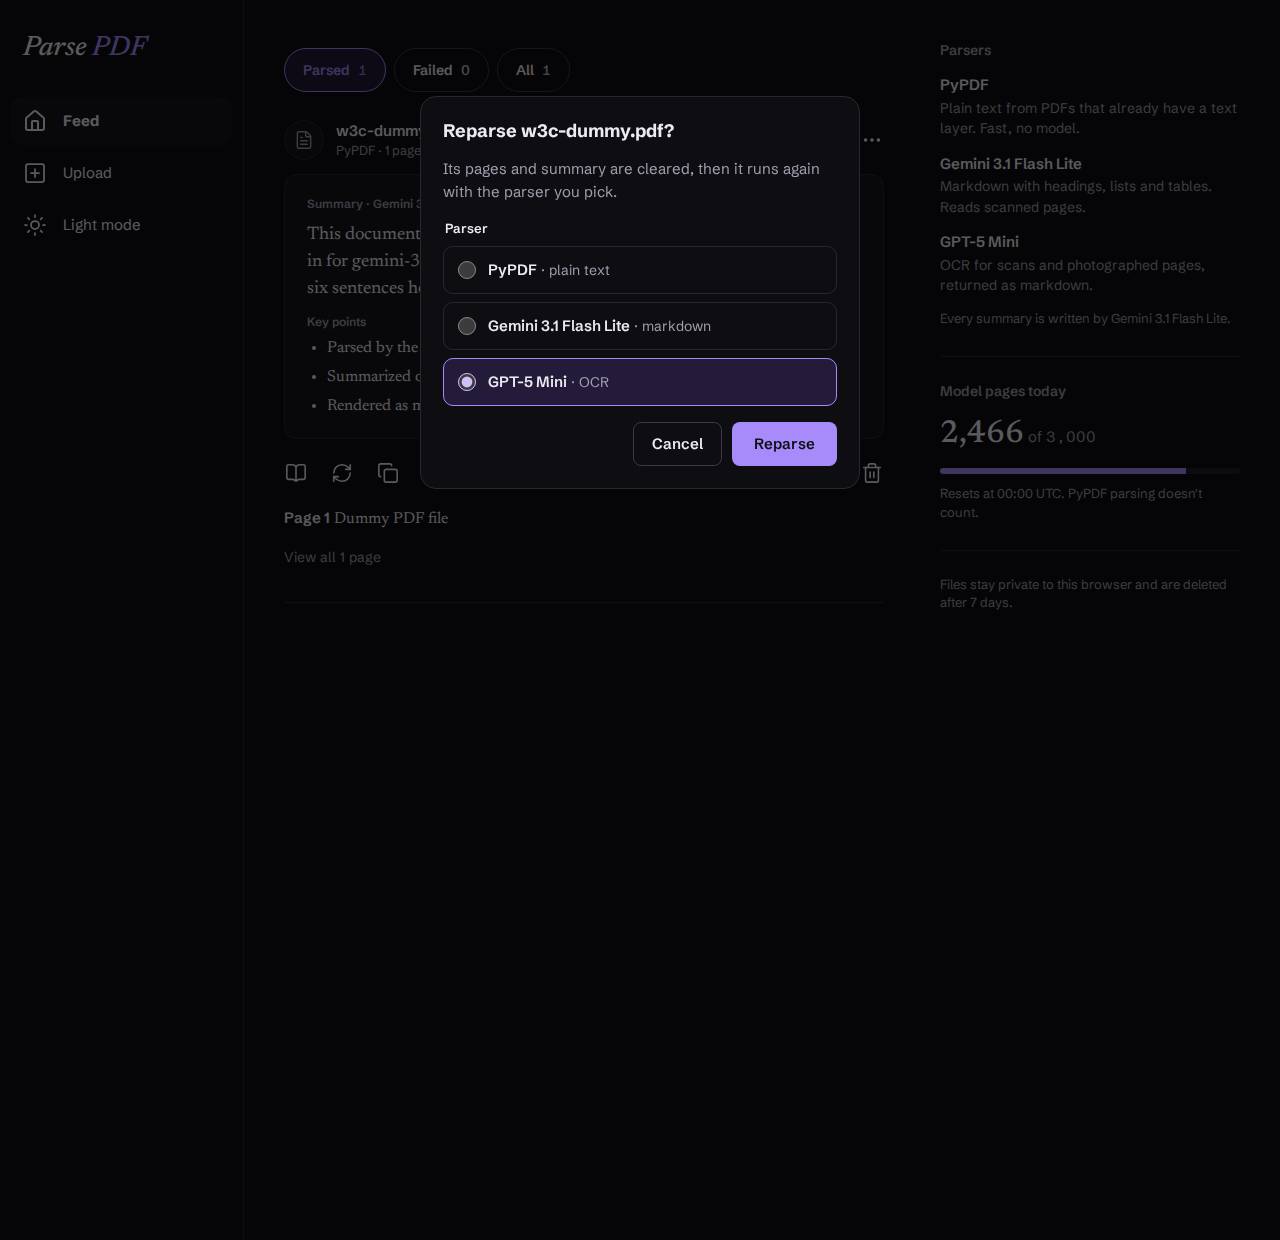 Parse PDF
Feed
Upload
Light mode
Parsed 1
Failed 0
All 1
PyPDF · 1 page
Summary · Gemini
This document
in for
six sentences
Key points
Parsed by the
Summarized
Rendered as
Page 1 Dummy PDF file
View all 1 page
Reparse w3c-dummy.pdf?
Its pages and summary are cleared, then it runs again
with the parser you pick.
Parser
PyPDF · plain text
Gemini 3.1 Flash Lite · markdown
GPT-5 Mini · OCR
Cancel
Reparse
Parsers
PyPDF
Plain text from PDFs that already have a text
layer. Fast, no model.
Gemini 3.1 Flash Lite
Markdown with headings, lists and tables.
Reads scanned pages.
GPT-5 Mini
OCR for scans and photographed pages,
returned as markdown.
Every summary is written by Gemini 3.1 Flash Lite.
Model pages today
2,466 of 3,000
Resets at 00:00 UTC. PyPDF parsing doesn't
count.
Files stay private to this browser and are deleted
after 7 days.